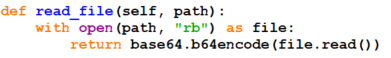 def read_file(self, path):
    with open(path, "rb") as file:
        return base64.b64encode(file.read())